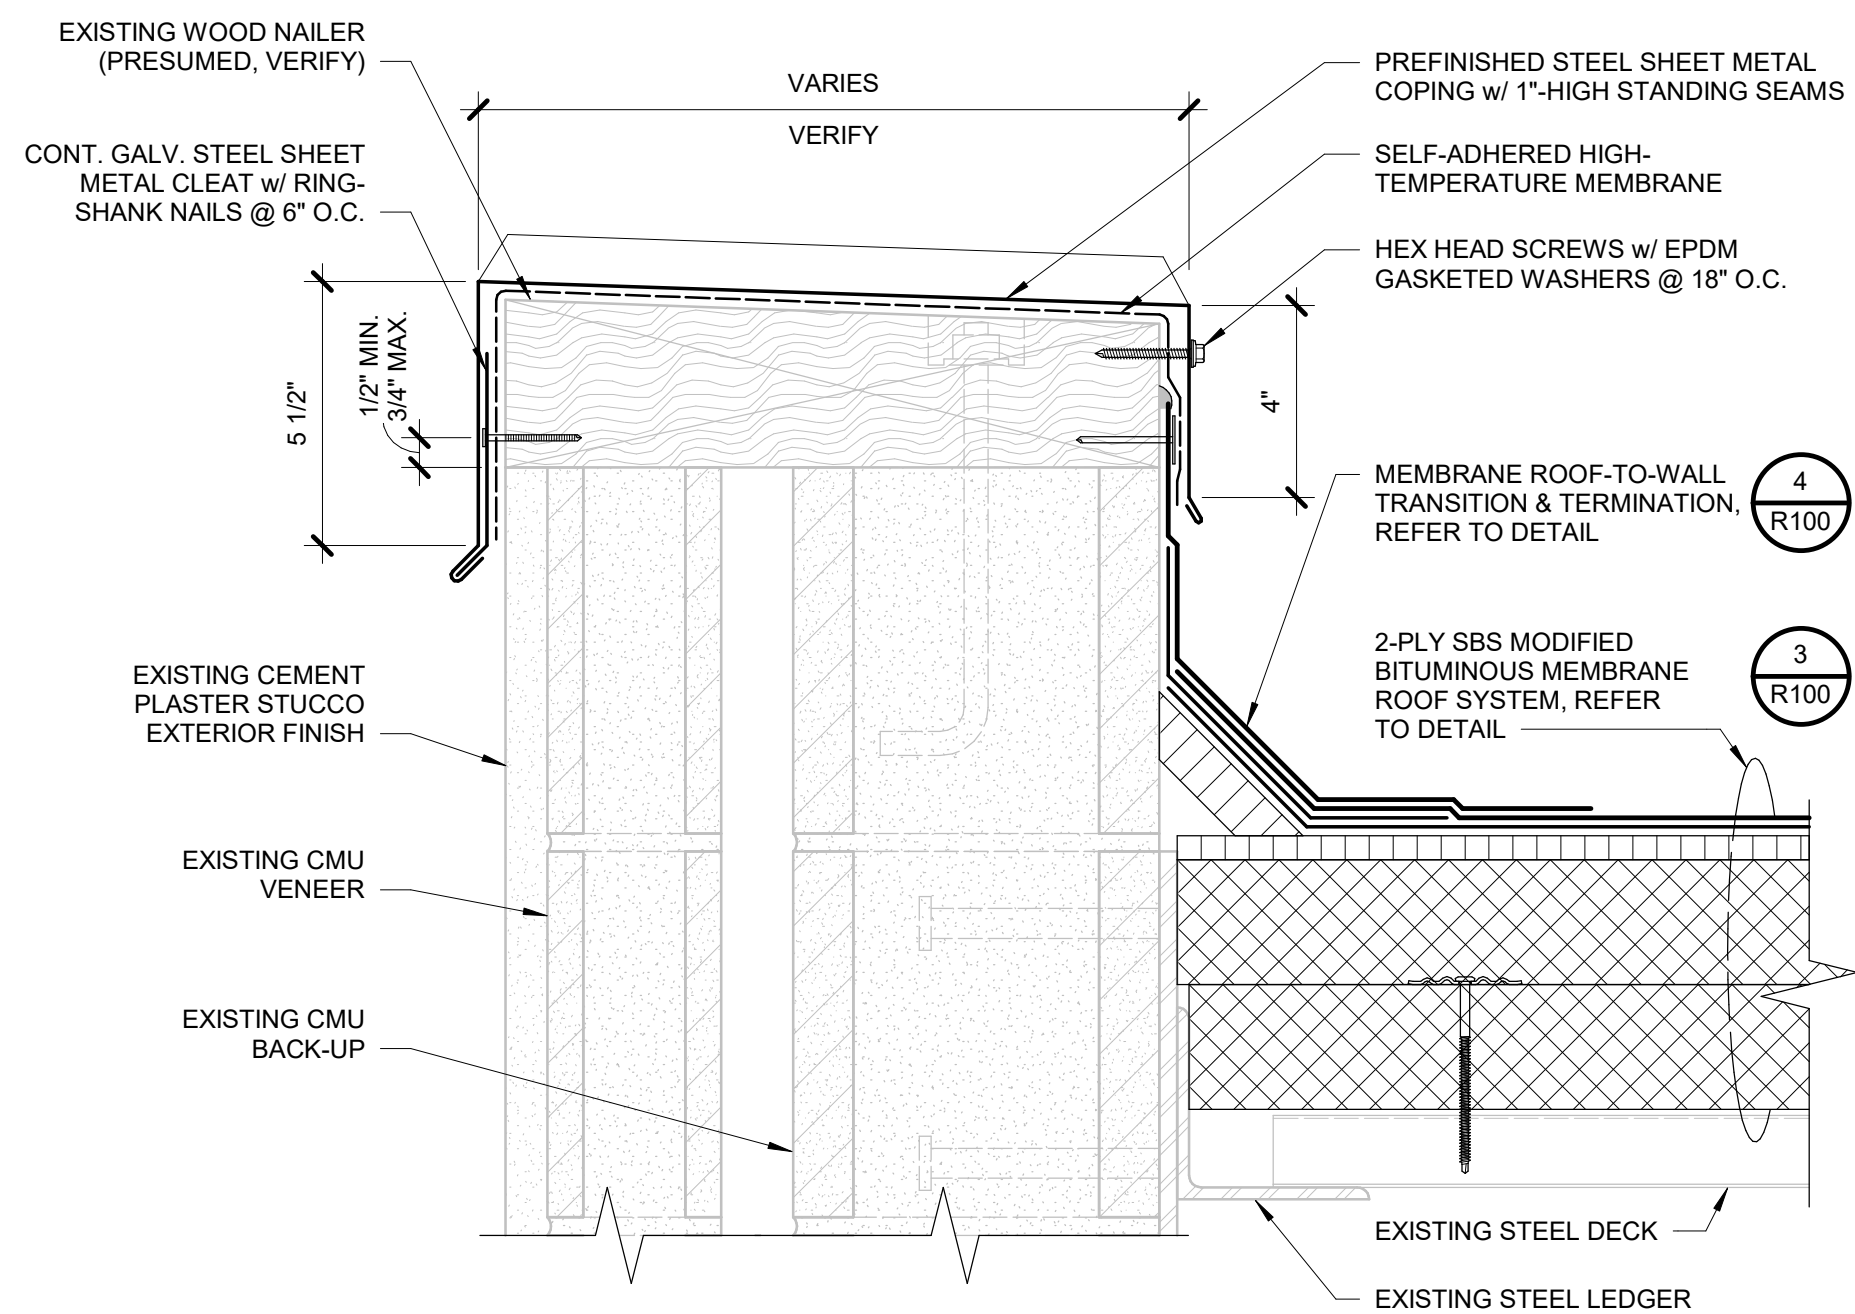 EXISTING WOOD NAILER
(PRESUMED, VERIFY)
CONT. GALV. STEEL SHEET
METAL CLEAT w/ RING-
SHANK NAILS @ 6" O.C.
VARIES
VERIFY
PREFINISHED STEEL SHEET METAL
COPING w/ 1"-HIGH STANDING SEAMS
SELF-ADHERED HIGH-
TEMPERATURE MEMBRANE
HEX HEAD SCREWS w/ EPDM
GASKETED WASHERS @ 18" O.C.
5 1/2"
1/2" MIN.
3/4" MAX.
4"
MEMBRANE ROOF-TO-WALL
TRANSITION & TERMINATION,
REFER TO DETAIL
4
R100
2-PLY SBS MODIFIED
BITUMINOUS MEMBRANE
ROOF SYSTEM, REFER
TO DETAIL
3
R100
EXISTING CEMENT
PLASTER STUCCO
EXTERIOR FINISH
EXISTING CMU
VENEER
EXISTING CMU
BACK-UP
EXISTING STEEL DECK
EXISTING STEEL LEDGER